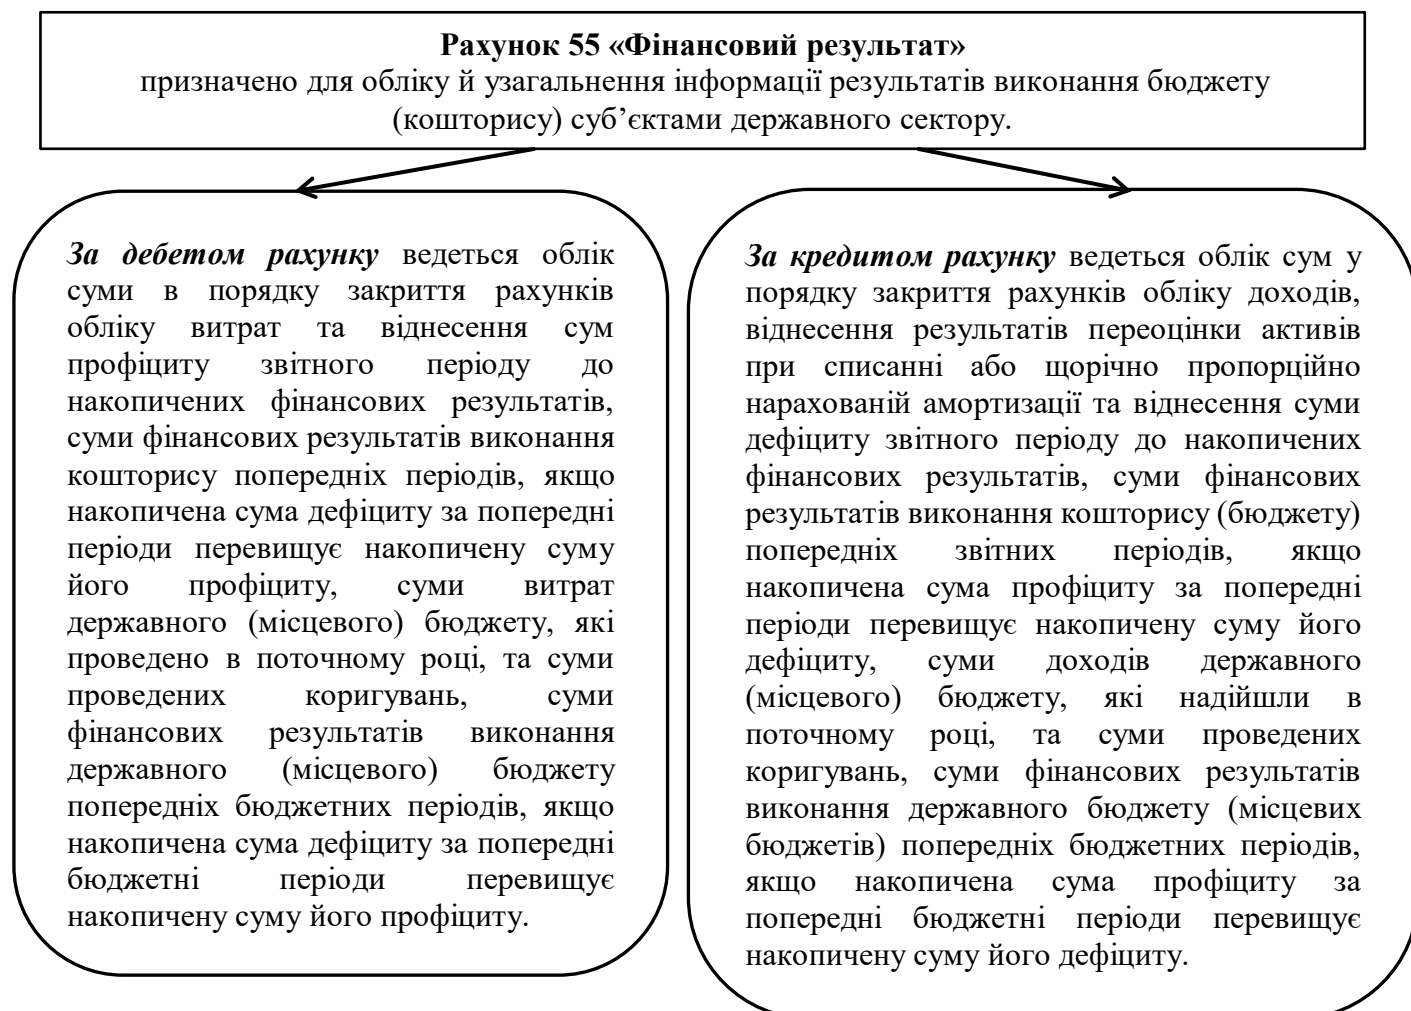 Рахунок 55 «Фінансовий результат»
призначено для обліку й узагальнення інформації результатів виконання бюджету
(кошторису) суб’єктами державного сектору.
За дебетом рахунку ведеться облік
суми в порядку закриття рахунків
обліку витрат та віднесення сум
профіциту звітного періоду до
накопичених фінансових результатів,
суми фінансових результатів виконання
кошторису попередніх періодів, якщо
накопичена сума дефіциту за попередні
періоди перевищує накопичену суму
його профіциту, суми витрат
державного (місцевого) бюджету, які
проведено в поточному році, та суми
проведених коригувань, суми
фінансових результатів виконання
державного (місцевого) бюджету
попередніх бюджетних періодів, якщо
накопичена сума дефіциту за попередні
бюджетні періоди перевищує
накопичену суму його профіциту.
За кредитом рахунку ведеться облік сум у
порядку закриття рахунків обліку доходів,
віднесення результатів переоцінки активів
при списанні або щорічно пропорційно
нарахованій амортизації та віднесення суми
дефіциту звітного періоду до накопичених
фінансових результатів, суми фінансових
результатів виконання кошторису (бюджету)
попередніх звітних періодів, якщо
накопичена сума профіциту за попередні
періоди перевищує накопичену суму його
дефіциту, суми доходів державного
(місцевого) бюджету, які надійшли в
поточному році, та суми проведених
коригувань, суми фінансових результатів
виконання державного бюджету (місцевих
бюджетів) попередніх бюджетних періодів,
якщо накопичена сума профіциту за
попередні бюджетні періоди перевищує
накопичену суму його дефіциту.